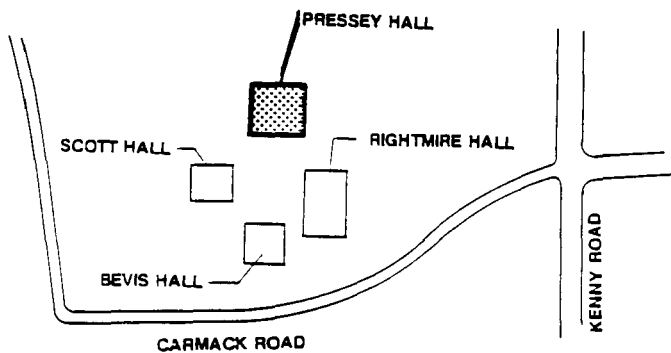 PRESSEY HALL
SCOTT HALL
RIGHTMIRE HALL
BEVIS HALL
KENNY ROAD
CARMACK ROAD